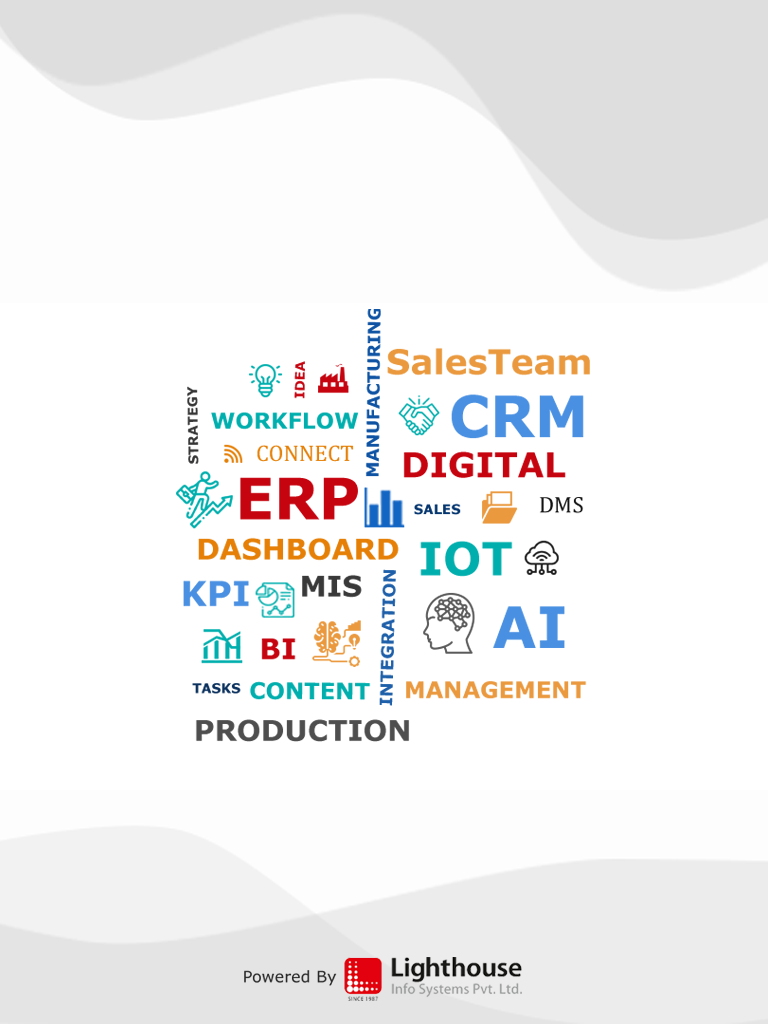 MANUFACTURING
SalesTeam
IDEA
STRATEGY
WORKFLOW
CRM
CONNECT
DIGITAL
ERP
SALES
DMS
DASHBOARD
IOT
KPI
MIS
INTEGRATION
AI
BI
TASKS
CONTENT
MANAGEMENT
PRODUCTION
Powered By
Lighthouse
Info Systems Pvt. Ltd.
SINCE 1987